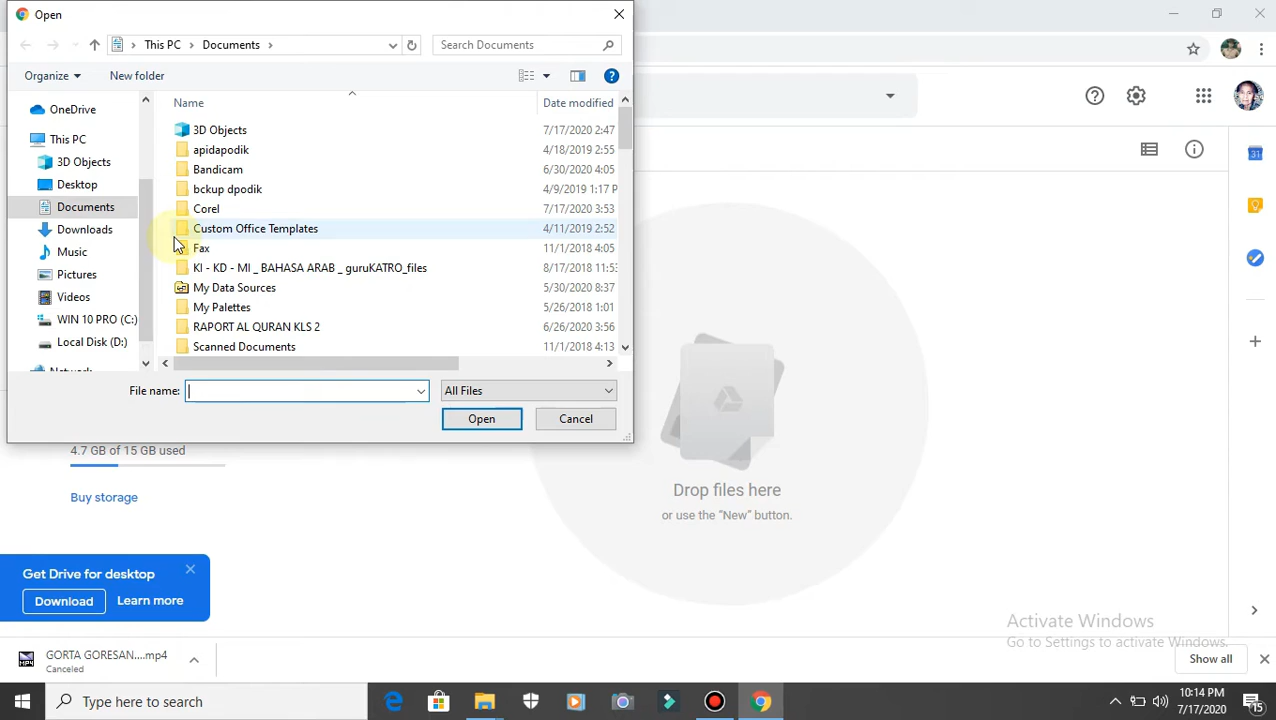 Open
This PC > Documents >
Search Documents
Organize
New folder
OneDrive
This PC
3D Objects
Desktop
Documents
Downloads
Music
Pictures
Videos
WIN 10 PRO (C:)
Local Disk (D:)
Network
Name
Date modified
3D Objects
7/17/2020 2:47
apidapodik
4/18/2019 2:55
Bandicam
6/30/2020 4:05
bckup dpodik
4/9/2019 1:17 P
Corel
7/17/2020 3:53
Custom Office Templates
4/11/2019 2:52
Fax
11/1/2018 4:05
KI - KD - MI _ BAHASA ARAB _ guruKATRO_files
8/17/2018 11:53
My Data Sources
5/30/2020 8:37
My Palettes
5/26/2018 1:01
RAPORT AL QURAN KLS 2
6/26/2020 3:56
Scanned Documents
11/1/2018 4:13
File name:
All Files
Open
Cancel
31
4.7 GB of 15 GB used
Buy storage
Drop files here
or use the “New” button.
Get Drive for desktop
Download
Learn more
Activate Windows
Go to Settings to activate Windows.
GORTA GORESAN....mp4
Canceled
Show all
Type here to search
10:14 PM
7/17/2020
15